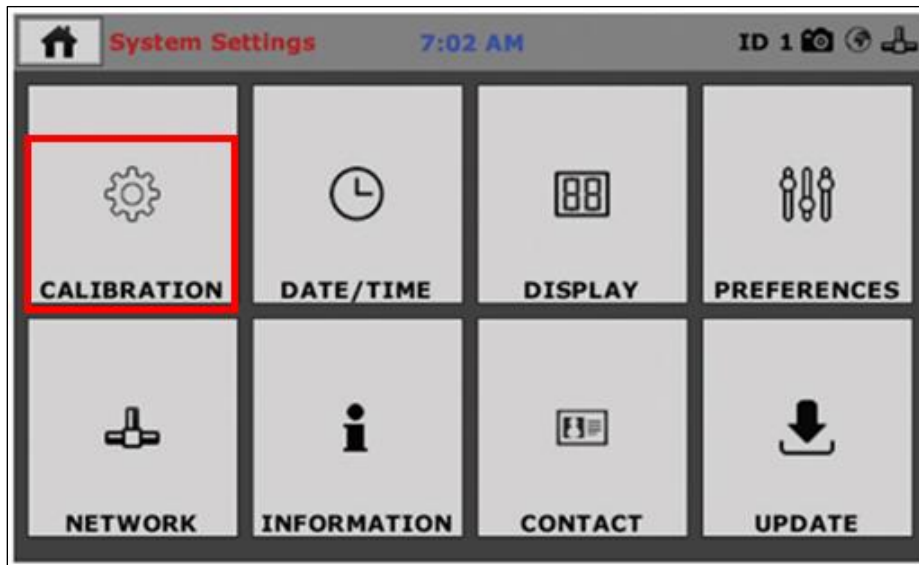 System Settings 7:02 AM ID 1
CALIBRATION DATE/TIME DISPLAY PREFERENCES
NETWORK INFORMATION CONTACT UPDATE